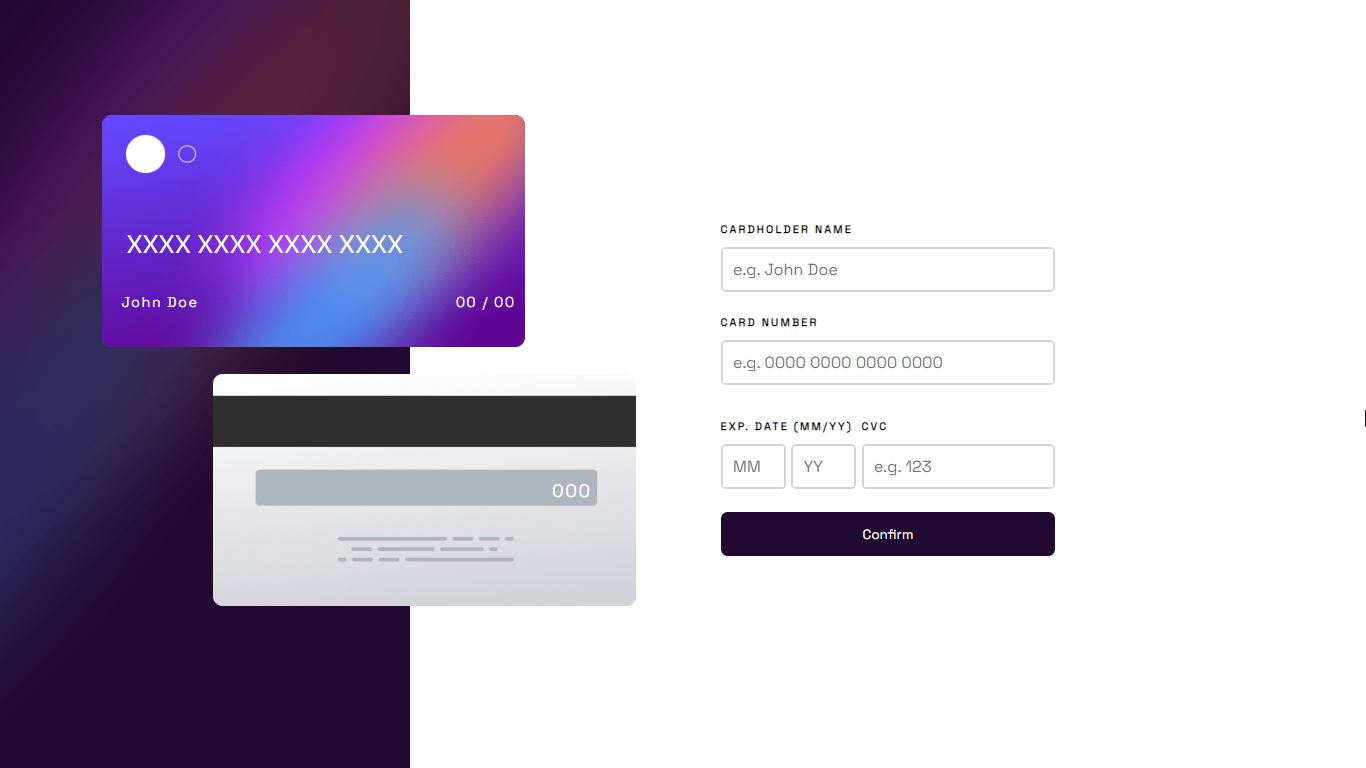 XXXX XXXX XXXX XXXX
John Doe 00 / 00
000
CARDHOLDER NAME
e.g. John Doe
CARD NUMBER
e.g. 0000 0000 0000 0000
EXP. DATE (MM/YY) CVC
MM YY e.g. 123
Confirm